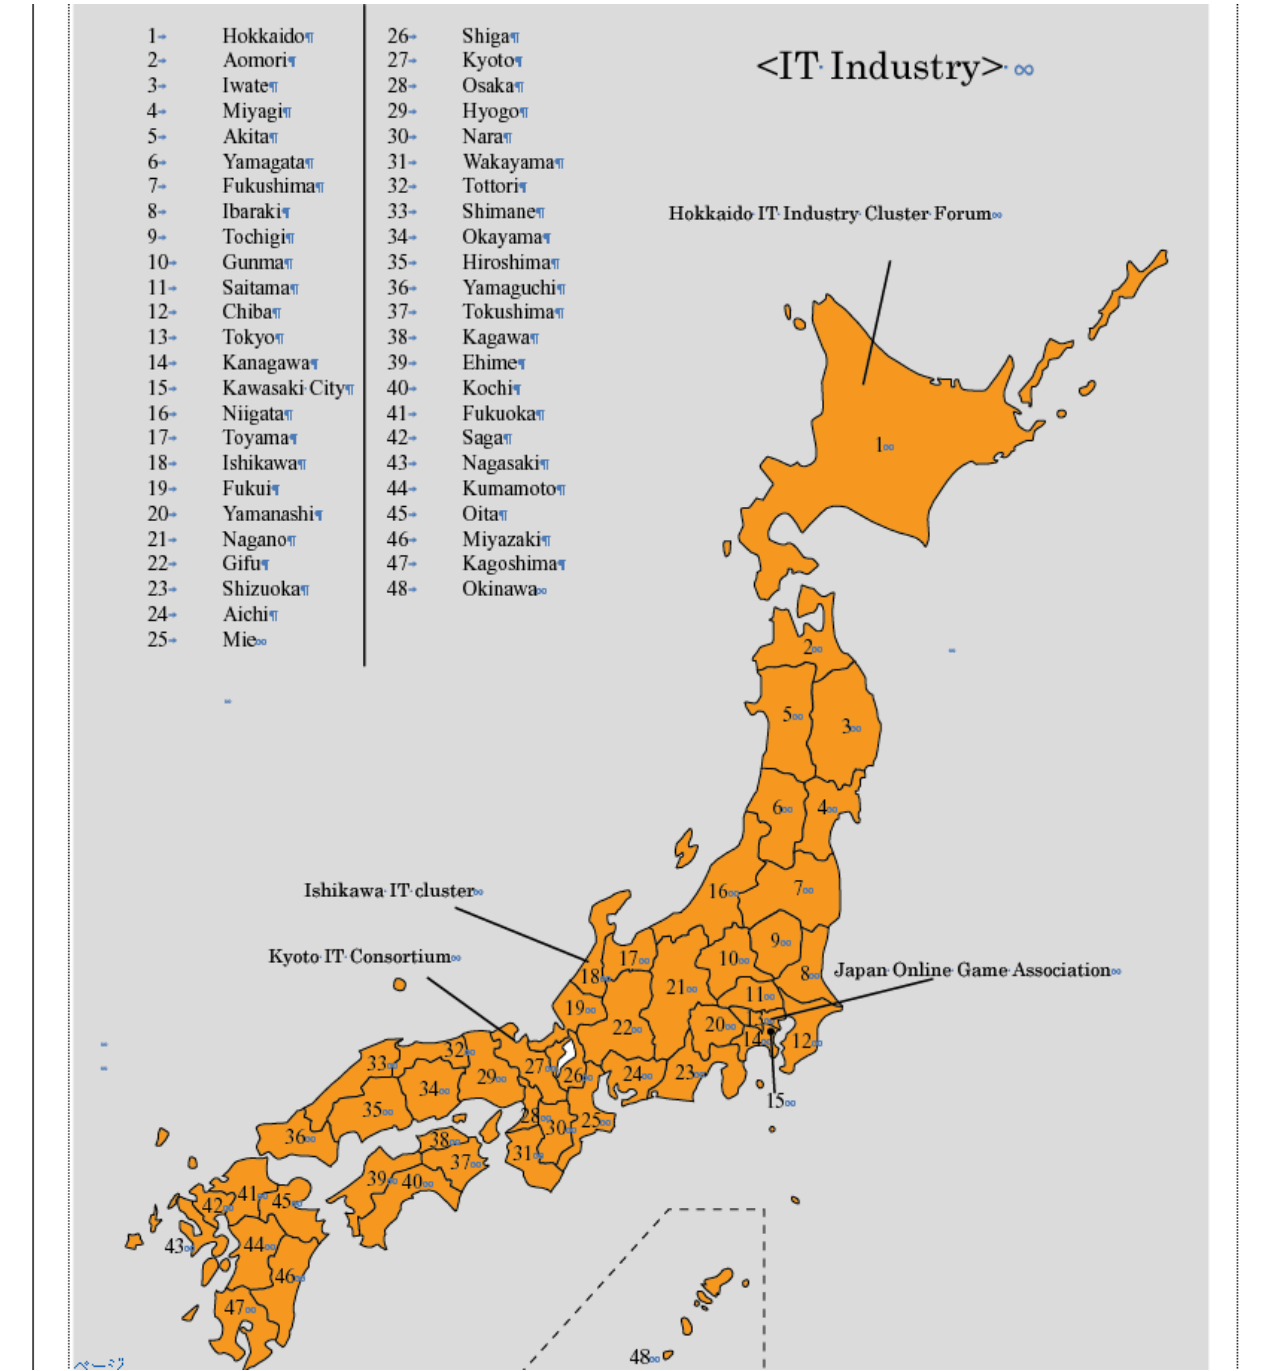 1 Hokkaido
2 Aomori
3 Iwate
4 Miyagi
5 Akita
6 Yamagata
7 Fukushima
8 Ibaraki
9 Tochigi
10 Gunma
11 Saitama
12 Chiba
13 Tokyo
14 Kanagawa
15 Kawasaki City
16 Niigata
17 Toyama
18 Ishikawa
19 Fukui
20 Yamanashi
21 Nagano
22 Gifu
23 Shizuoka
24 Aichi
25 Mie
26 Shiga
27 Kyoto
28 Osaka
29 Hyogo
30 Nara
31 Wakayama
32 Tottori
33 Shimane
34 Okayama
35 Hiroshima
36 Yamaguchi
37 Tokushima
38 Kagawa
39 Ehime
40 Kochi
41 Fukuoka
42 Saga
43 Nagasaki
44 Kumamoto
45 Oita
46 Miyazaki
47 Kagoshima
48 Okinawa
<IT Industry>
Hokkaido IT Industry Cluster Forum
1
2
5
3
6
4
Ishikawa IT cluster
16
7
Kyoto IT Consortium
9
17
10
18
8
Japan Online Game Association
21
11
19
22
20
13
14
12
32
33
27
26
24
23
34
29
15
35
28
30
25
36
38
31
37
39
40
41
42
45
43
44
46
47
48
ページ